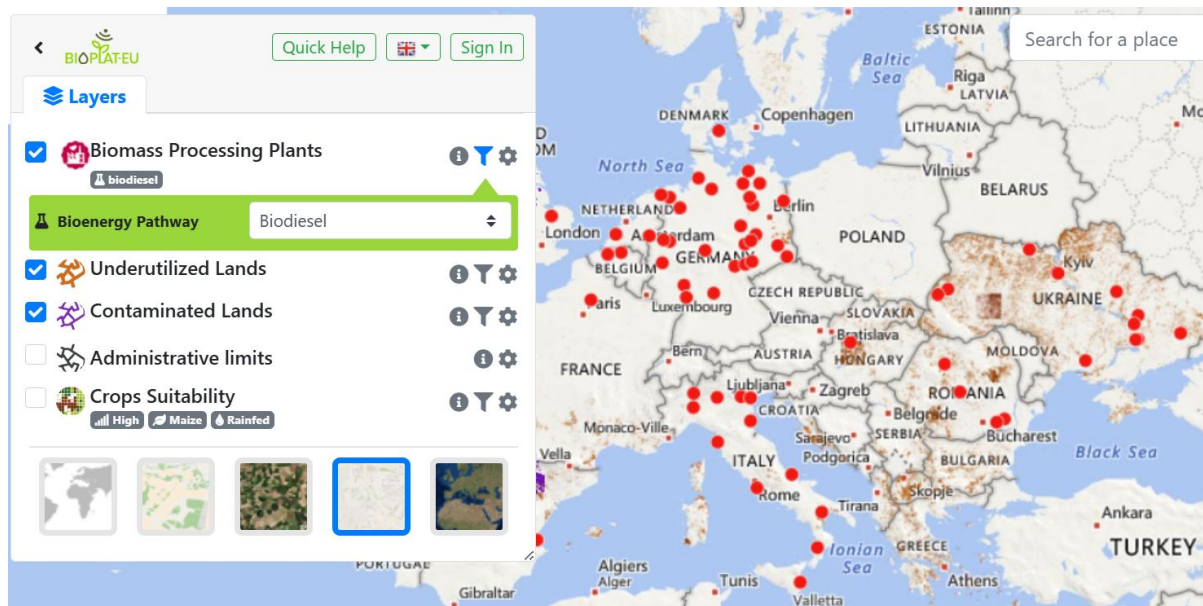 BIOPLAT-EU
Quick Help
Sign In
Layers
Biomass Processing Plants
biodiesel
Bioenergy Pathway
Biodiesel
Underutilized Lands
Contaminated Lands
Administrative limits
Crops Suitability
High
Maize
Rainfed
Search for a place
Tallinn
ESTONIA
Baltic
Sea
Riga
LATVIA
DENMARK
Copenhagen
LITHUANIA
Vilnius
North Sea
BELARUS
NETHERLAND
Berlin
London
Amsterdam
POLAND
BELGIUM
GERMANY
Kyiv
Paris
Luxembourg
CZECH REPUBLIC
UKRAINE
Vienna
SLOVAKIA
Bratislava
Bern
AUSTRIA
HUNGARY
MOLDOVA
FRANCE
Ljubljana
Zagreb
ROMANIA
CROATIA
Belgrade
Monaco-Ville
Sarajevo
SERBIA
Bucharest
Vella
ITALY
Podgorica
BULGARIA
Black Sea
Rome
Skopje
Tirana
Ankara
Ionian
Sea
GREECE
TURKEY
PORTUGAL
Algiers
Alger
Tunis
Athens
Gibraltar
Valletta